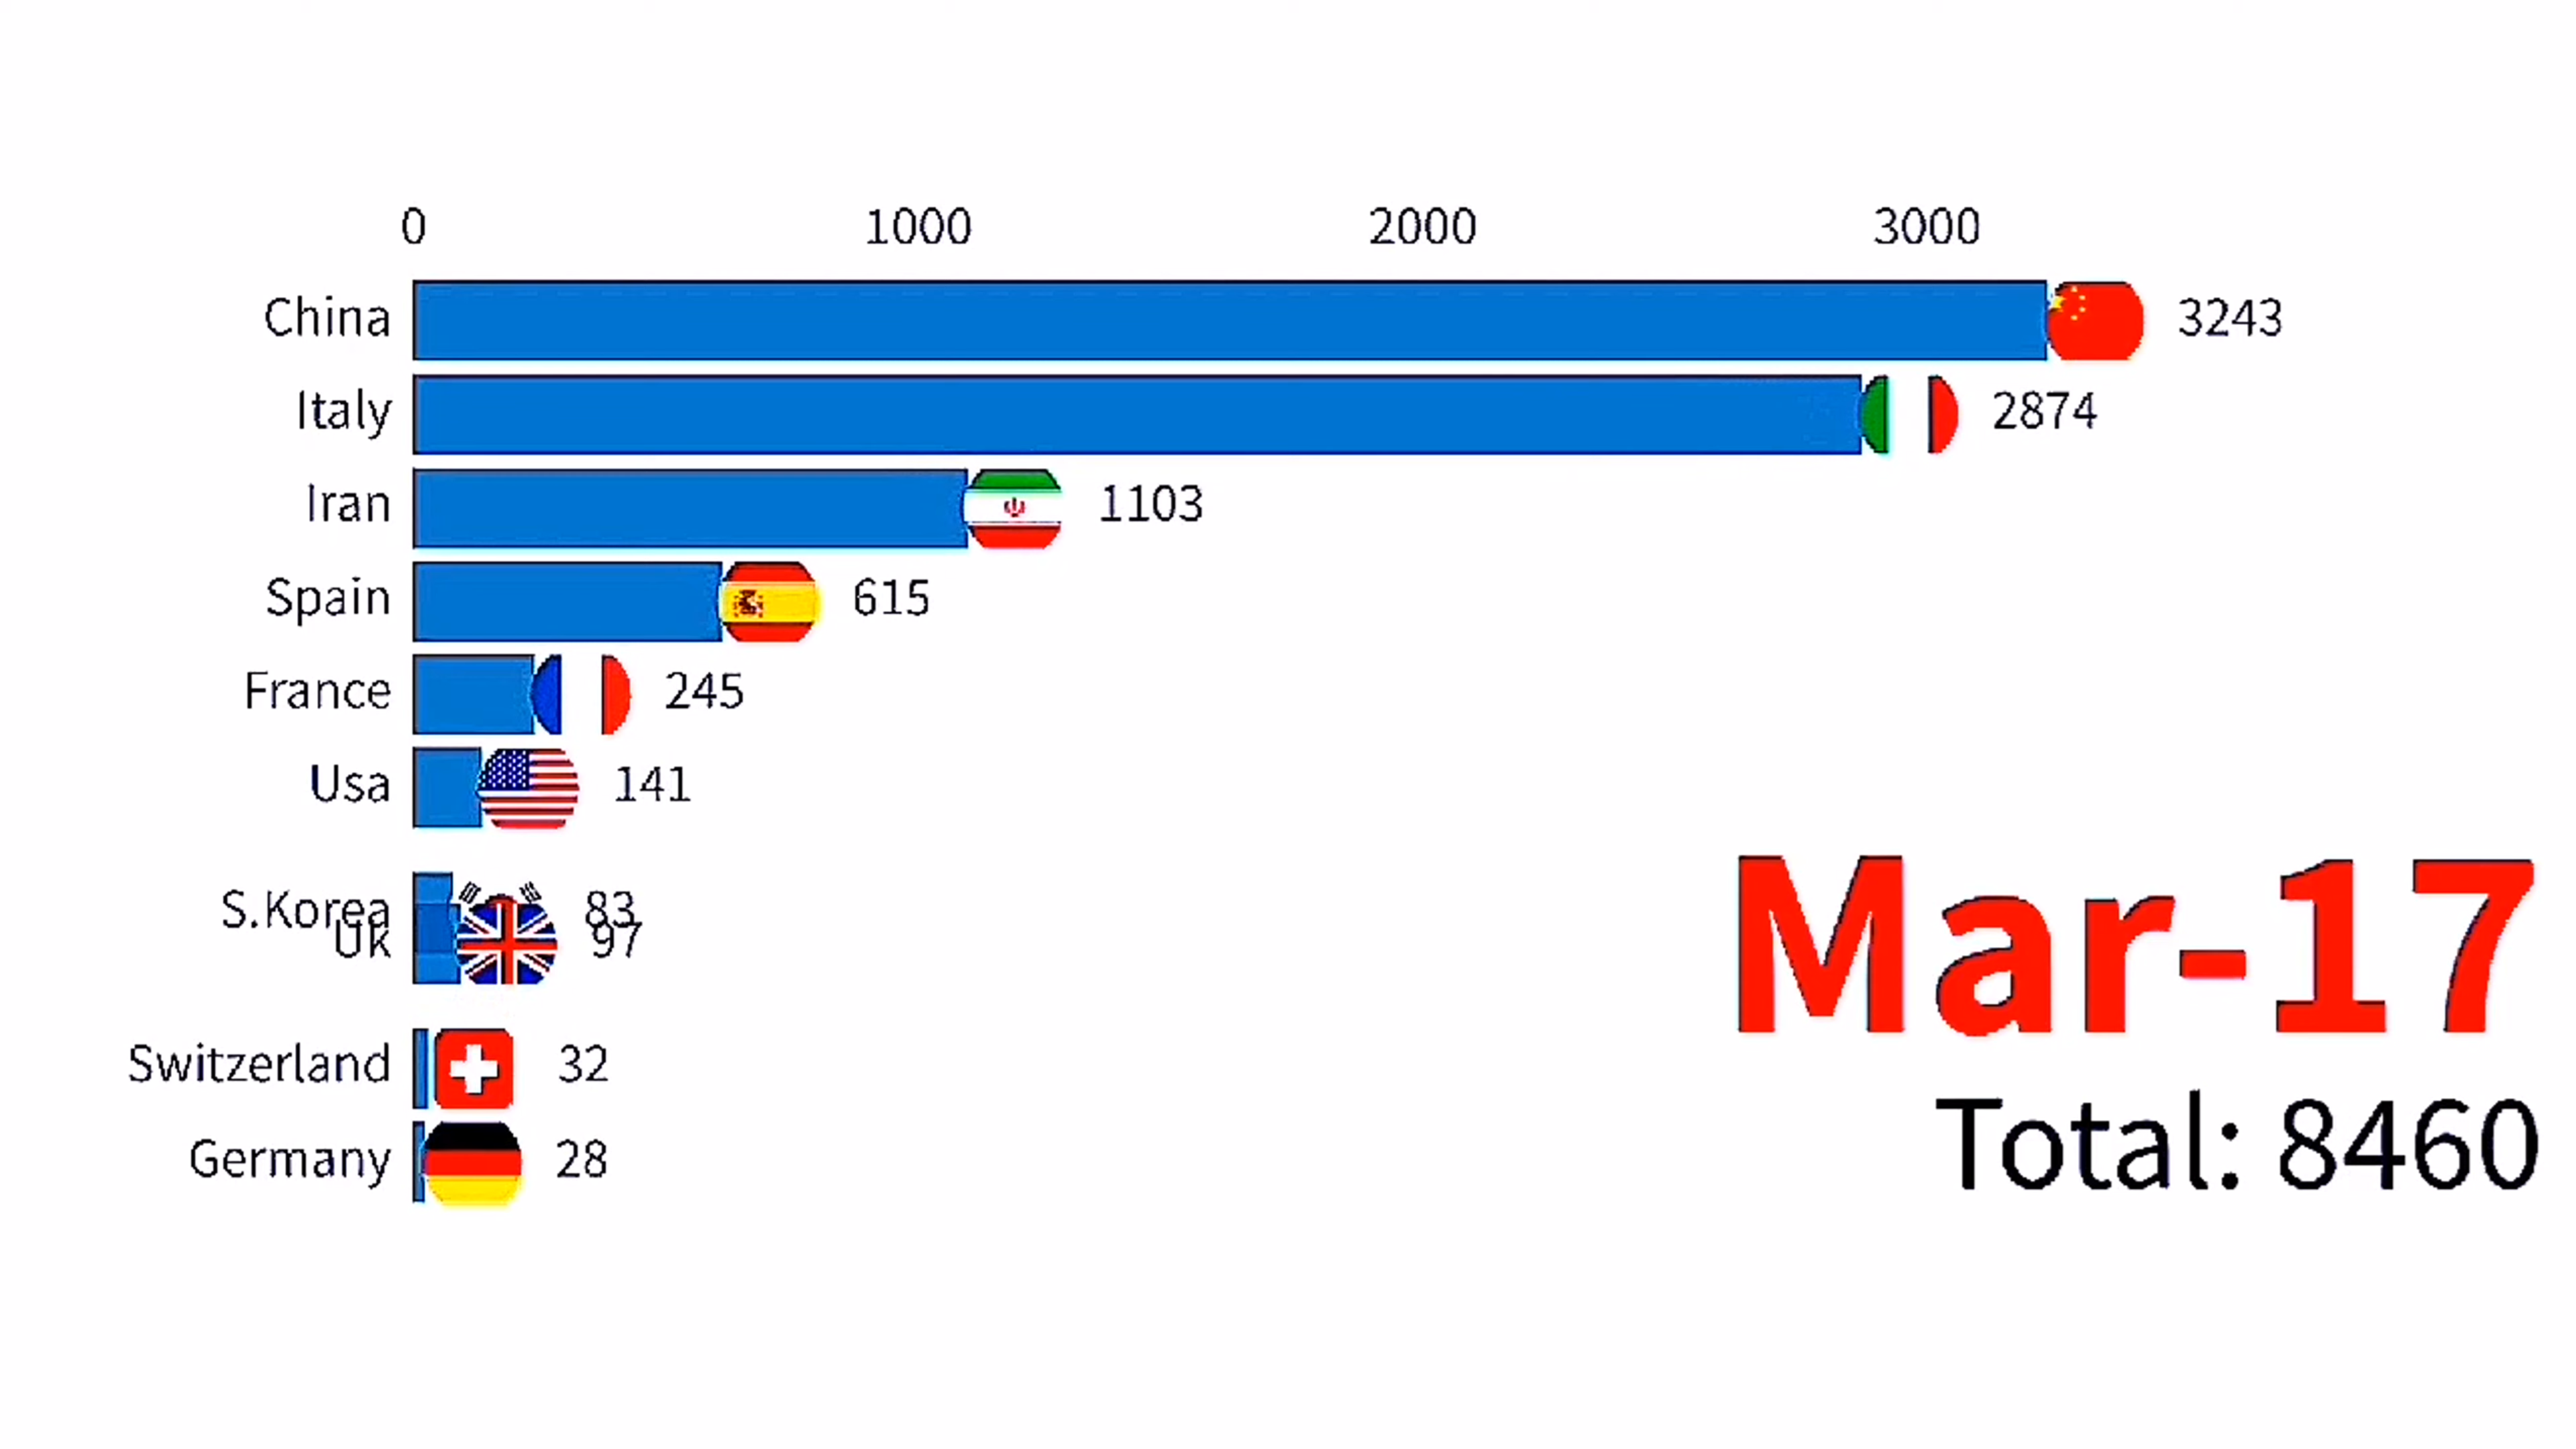 0 1000 2000 3000
China 3243
Italy 2874
Iran 1103
Spain 615
France 245
Usa 141
S.Korea 83
Uk 97
Switzerland 32
Germany 28
Mar-17
Total: 8460